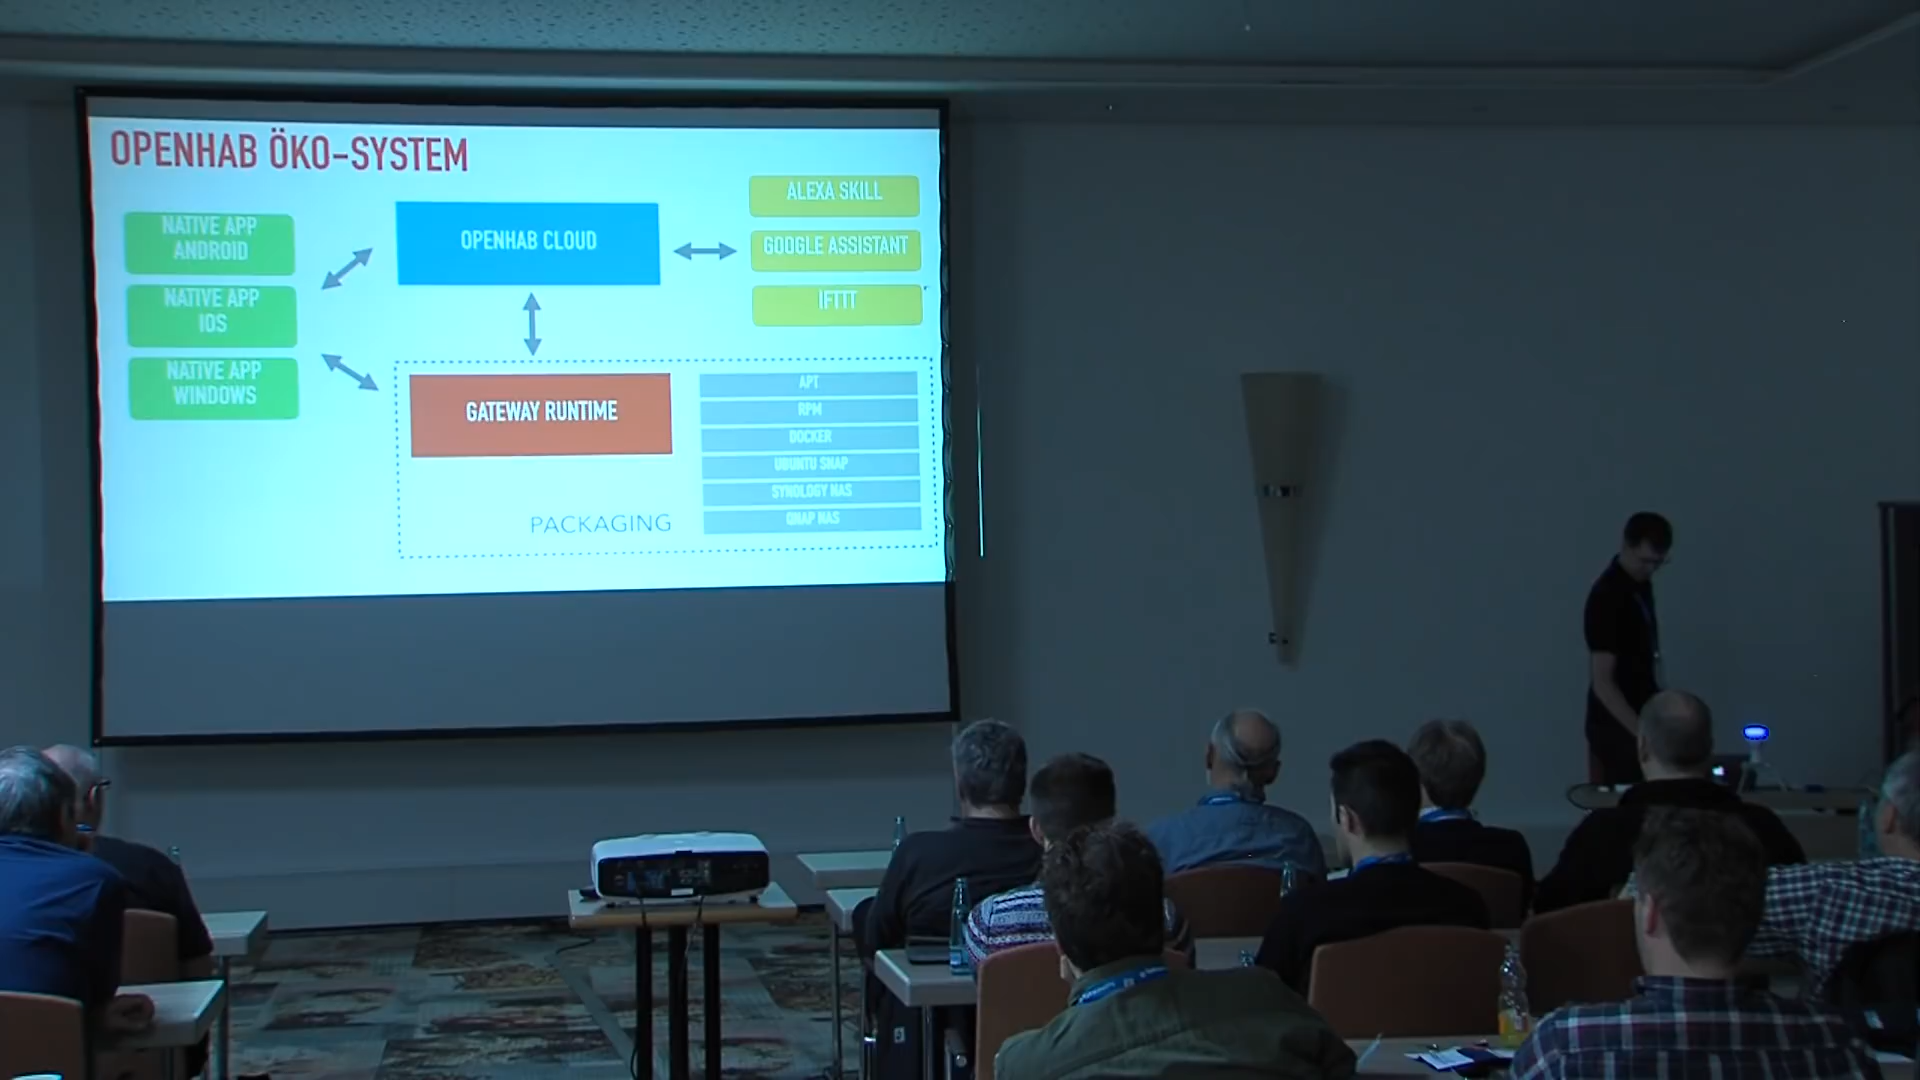 OPENHAB ÖKO-SYSTEM
NATIVE APP
ANDROID
NATIVE APP
IOS
NATIVE APP
WINDOWS
OPENHAB CLOUD
ALEXA SKILL
GOOGLE ASSISTANT
IFTTT
GATEWAY RUNTIME
PACKAGING
APT
RPM
DOCKER
UBUNTU SNAP
SYNOLOGY NAS
QNAP NAS